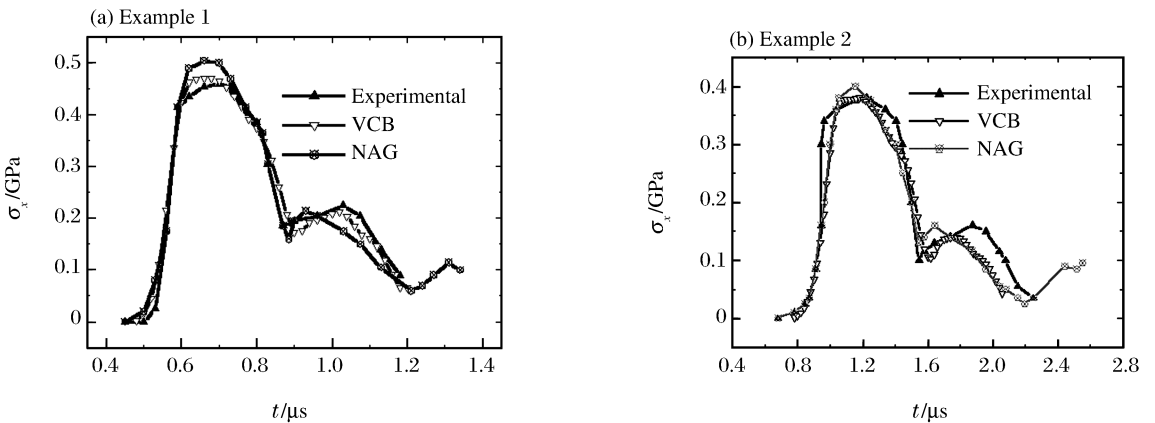 (a) Example 1
0.5
0.4
0.3
0.2
0.1
0
σx/GPa
Experimental
VCB
NAG
0.4 0.6 0.8 1.0 1.2 1.4
t/μs
(b) Example 2
0.4
0.3
0.2
0.1
0
σx/GPa
Experimental
VCB
NAG
0.4 0.8 1.2 1.6 2.0 2.4 2.8
t/μs